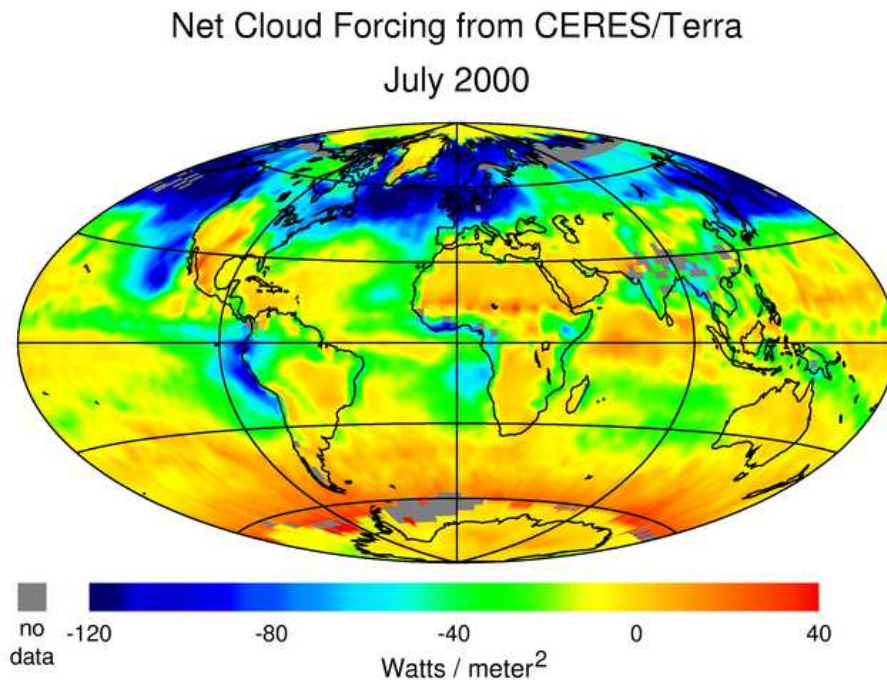 Net Cloud Forcing from CERES/Terra
July 2000
no
data
-120 -80 -40 0 40
Watts / meter²